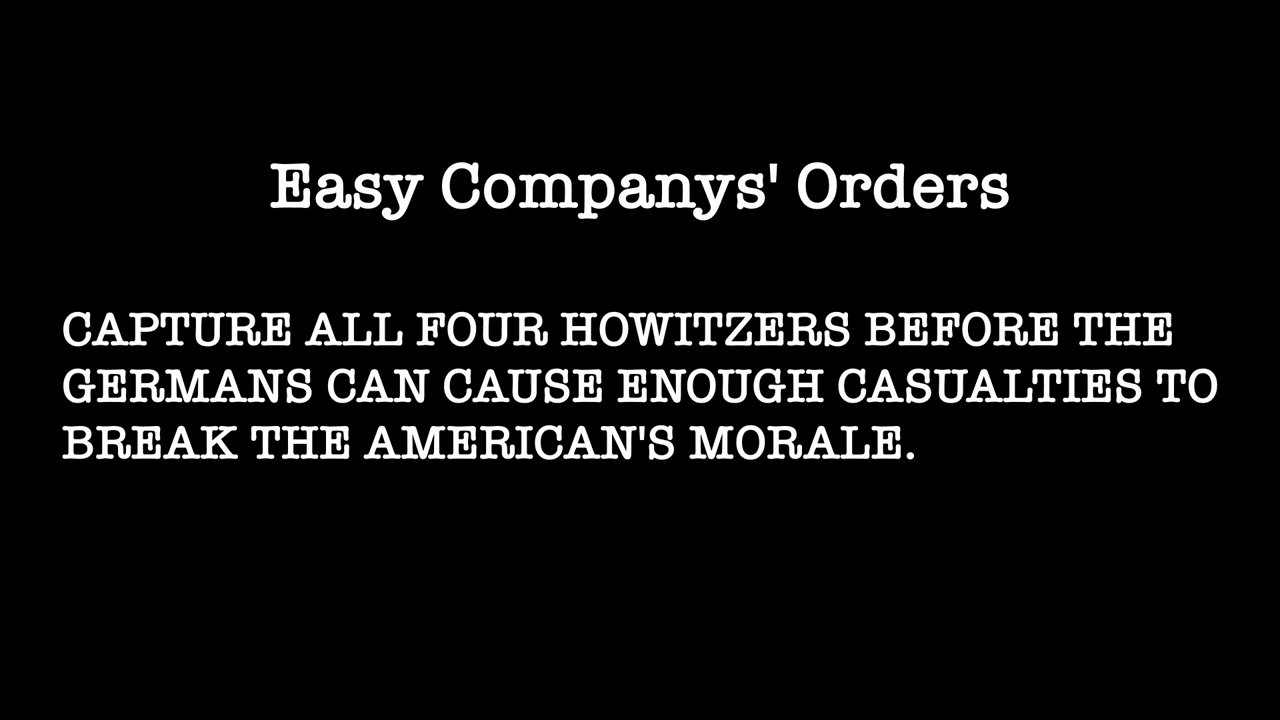 Easy Companys' Orders
CAPTURE ALL FOUR HOWITZERS BEFORE THE
GERMANS CAN CAUSE ENOUGH CASUALTIES TO
BREAK THE AMERICAN'S MORALE.